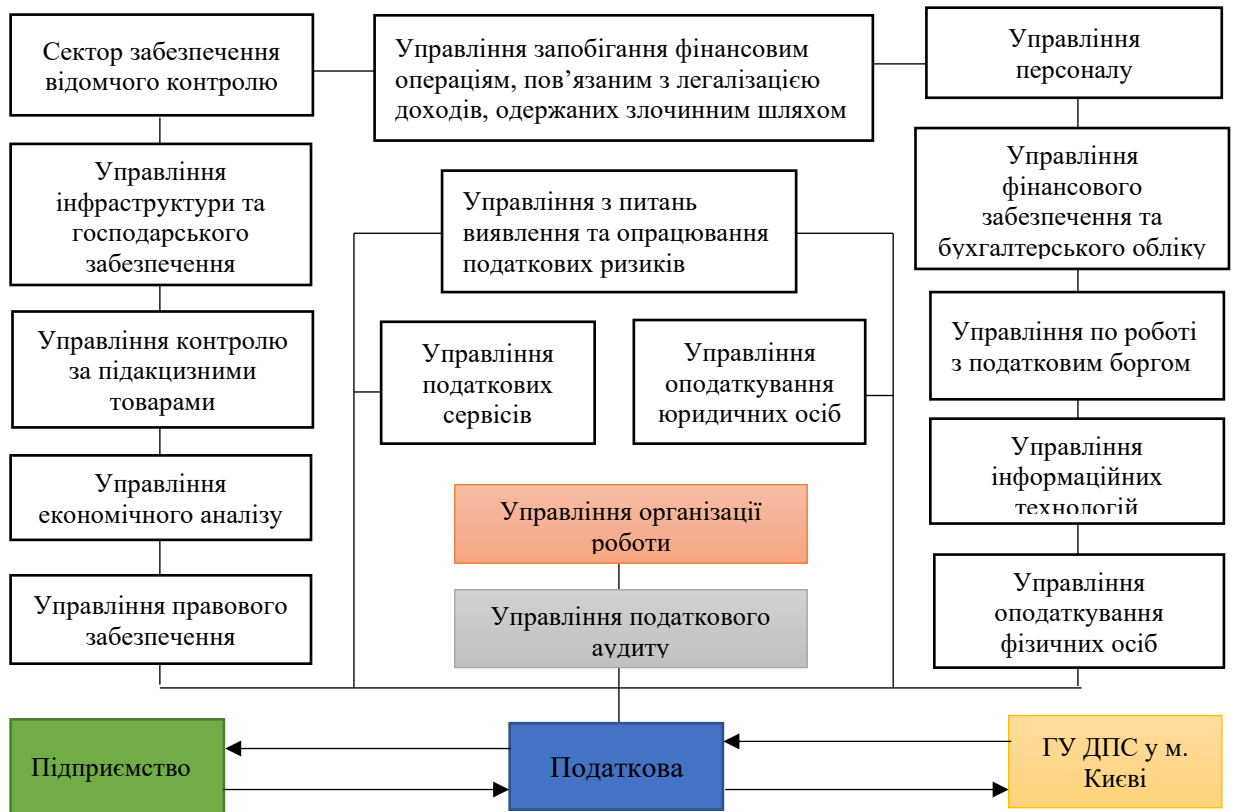 Сектор забезпечення
відомчого контролю
Управління запобігання фінансовим
операціям, пов’язаним з легалізацією
доходів, одержаних злочинним шляхом
Управління
персоналу
Управління
інфраструктури та
господарського
забезпечення
Управління з питань
виявлення та опрацювання
податкових ризиків
Управління
фінансового
забезпечення та
бухгалтерського обліку
Управління контролю
за підакцизними
товарами
Управління
податкових
сервісів
Управління
оподаткування
юридичних осіб
Управління по роботі
з податковим боргом
Управління
економічного аналізу
Управління організації
роботи
Управління
інформаційних
технологій
Управління правового
забезпечення
Управління податкового
аудиту
Управління
оподаткування
фізичних осіб
Підприємство
Податкова
ГУ ДПС у м.
Києві